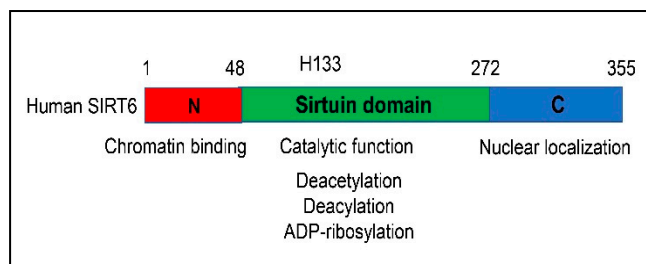 1 48 H133 272 355
Human SIRT6 N Sirtuin domain C
Chromatin binding Catalytic function Nuclear localization
Deacetylation
Deacylation
ADP-ribosylation